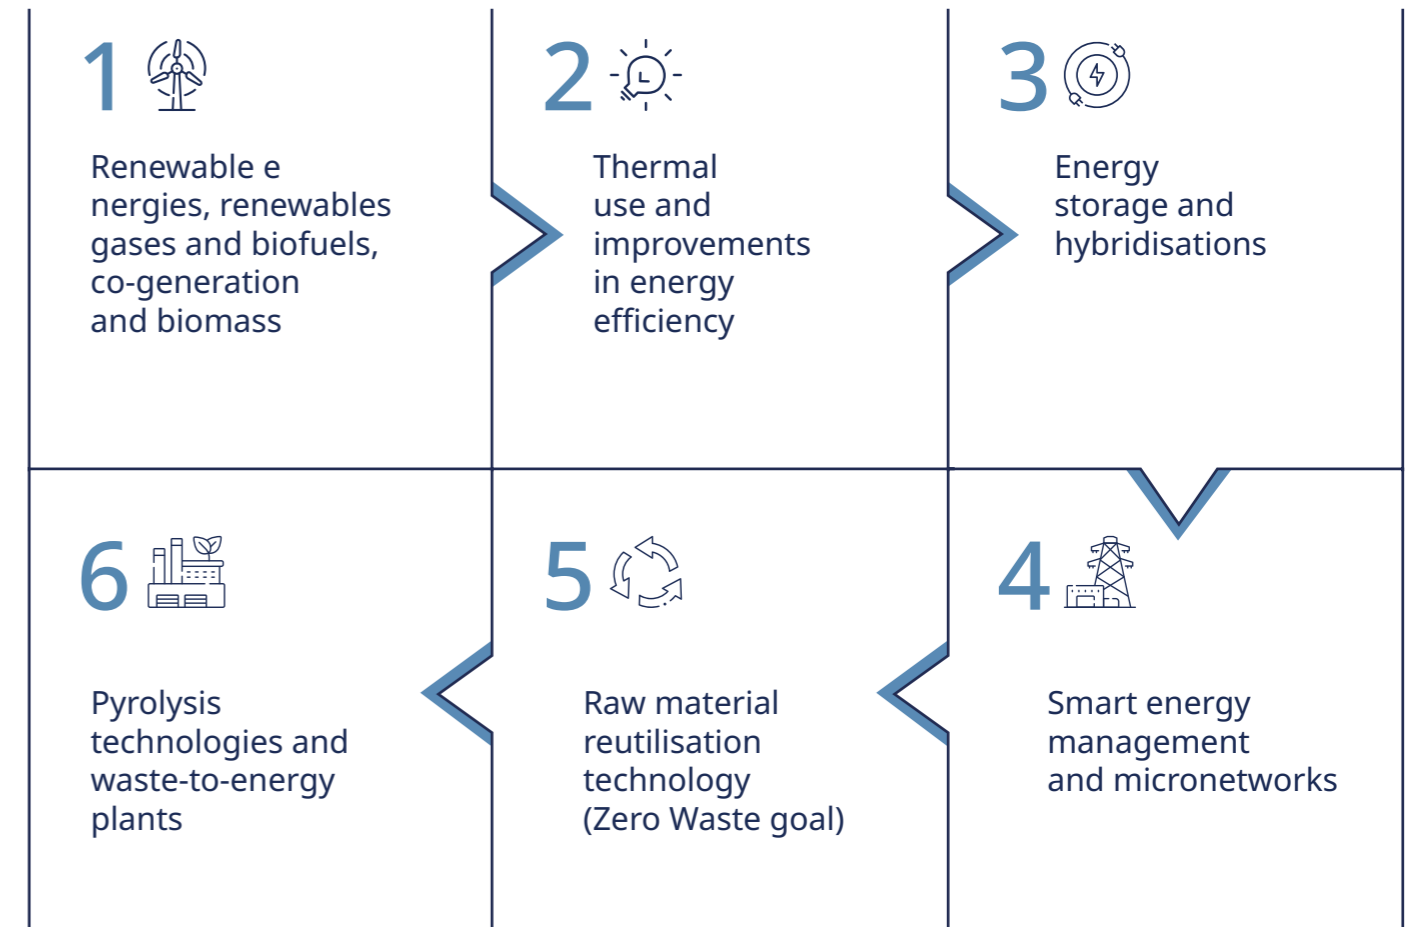 1
Renewable e
nergies, renewables
gases and biofuels,
co-generation
and biomass
2
Thermal
use and
improvements
in energy
efficiency
3
Energy
storage and
hybridisations
4
Smart energy
management
and micronetworks
5
Raw material
reutilisation
technology
(Zero Waste goal)
6
Pyrolysis
technologies and
waste-to-energy
plants